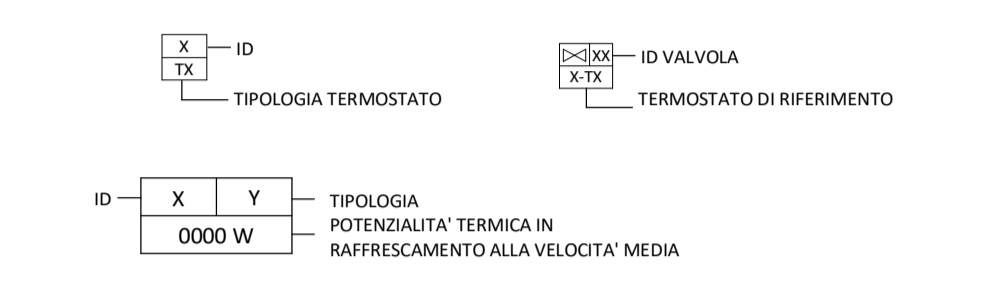 X ID
TX
TIPOLOGIA TERMOSTATO
XX ID VALVOLA
X-TX
TERMOSTATO DI RIFERIMENTO
ID X Y TIPOLOGIA
0000 W POTENZIALITA' TERMICA IN
RAFFRESCAMENTO ALLA VELOCITA' MEDIA